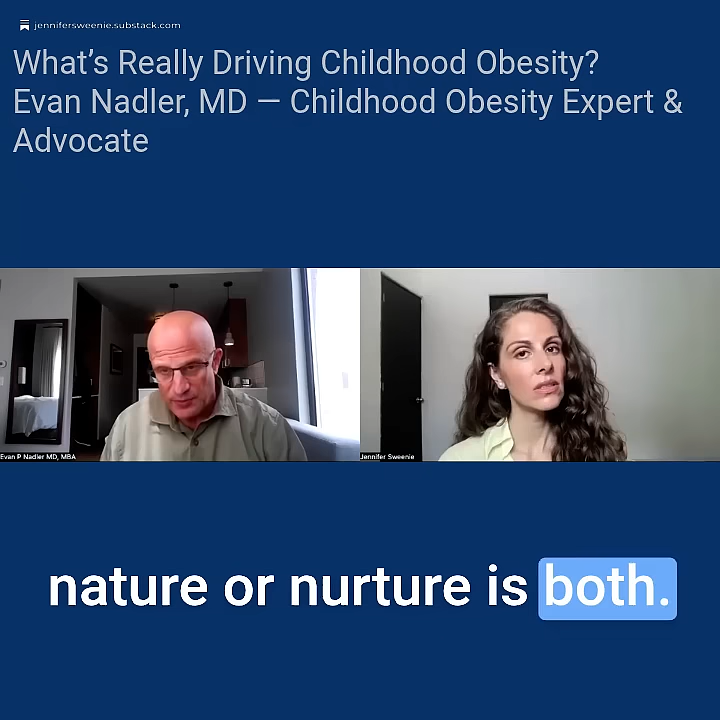 jennifersweenie.substack.com
What's Really Driving Childhood Obesity?
Evan Nadler, MD — Childhood Obesity Expert &
Advocate
Evan P Nadler MD, MBA
Jennifer Sweenie
nature or nurture is both.